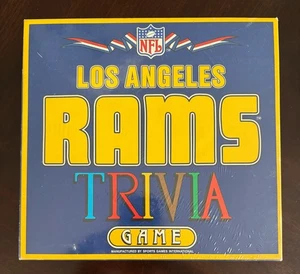 NFL
LOS ANGELES
RAMS
TRIVIA
GAME
MANUFACTURED BY SPORTS GAMES INTERNATIONAL